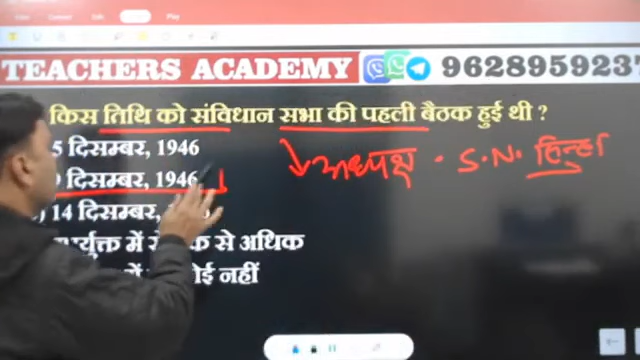 TEACHERS ACADEMY 9628959237
किस तिथि को संविधान सभा की पहली बैठक हुई थी ?
5 दिसम्बर, 1946
अध्यक्ष · S.N. सिन्हा
दिसम्बर, 1946
14 दिसम्बर,
में से अधिक
नहीं